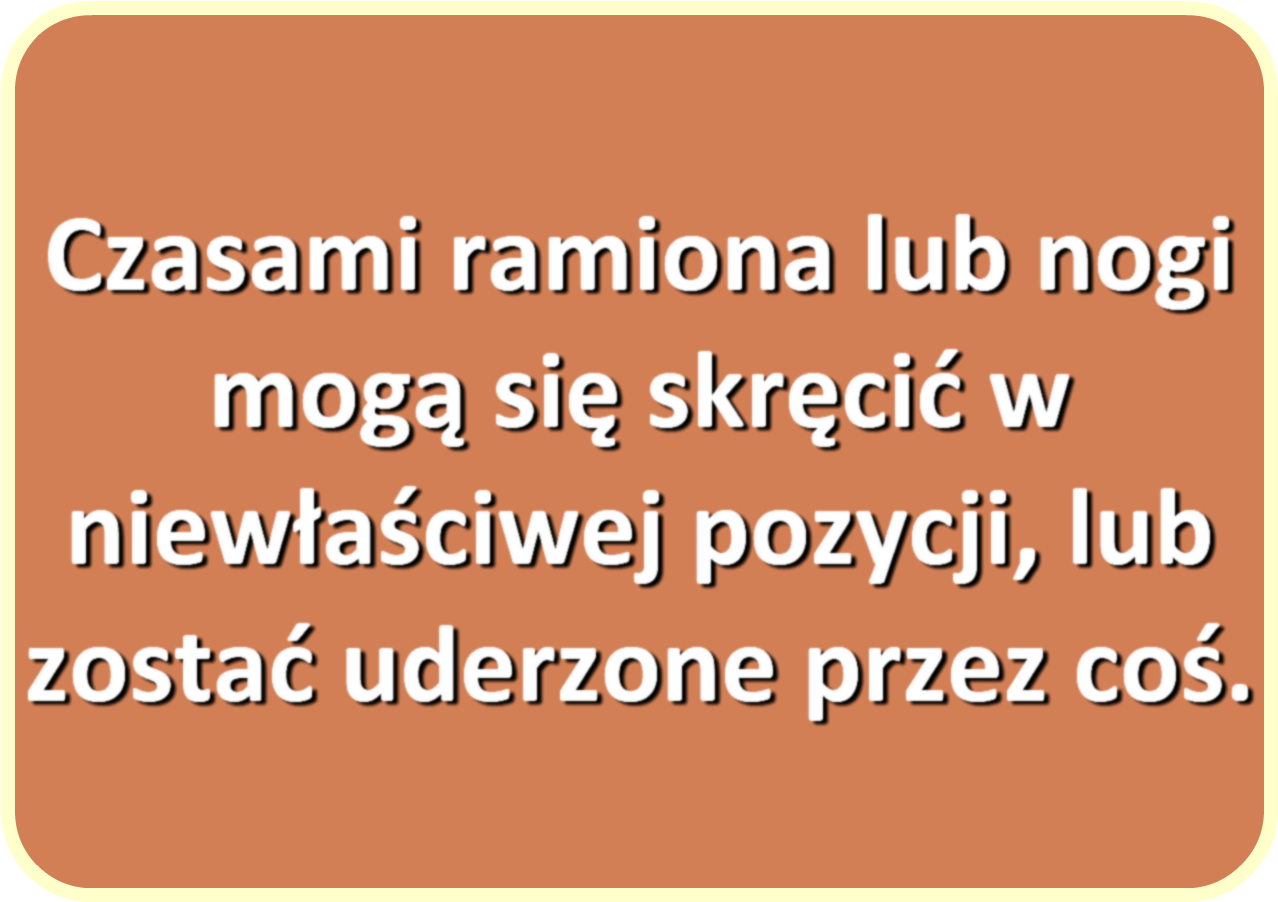 Czasami ramiona lub nogi
mogą się skręcić w
niewłaściwej pozycji, lub
zostać uderzone przez coś.